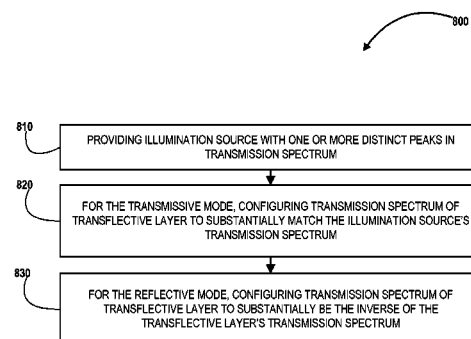 800
810
PROVIDING ILLUMINATION SOURCE WITH ONE OR MORE DISTINCT PEAKS IN
TRANSMISSION SPECTRUM
820
FOR THE TRANSMISSIVE MODE, CONFIGURING TRANSMISSION SPECTRUM OF
TRANSFLECTIVE LAYER TO SUBSTANTIALLY MATCH THE ILLUMINATION SOURCE'S
TRANSMISSION SPECTRUM
830
FOR THE REFLECTIVE MODE, CONFIGURING TRANSMISSION SPECTRUM OF
TRANSFLECTIVE LAYER TO SUBSTANTIALLY BE THE INVERSE OF THE
TRANSFLECTIVE LAYER'S TRANSMISSION SPECTRUM